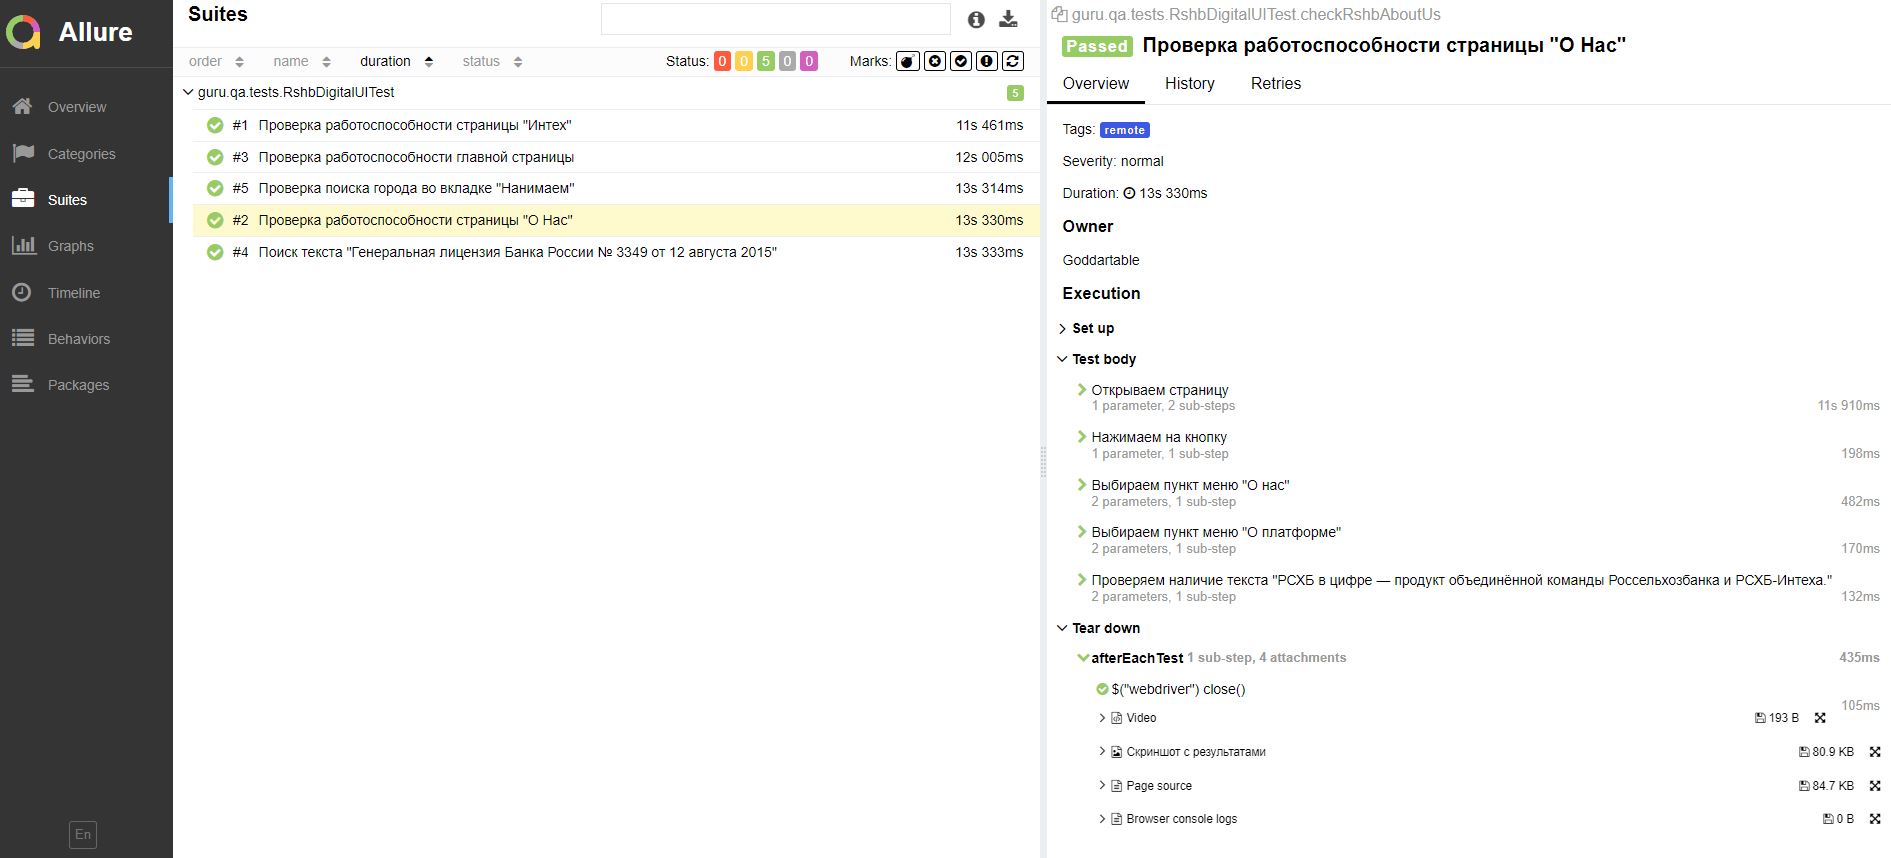 Allure
Overview
Categories
Suites
Graphs
Timeline
Behaviors
Packages
En
Suites
order name duration status Status: 0 0 5 0 0 Marks:
guru.qa.tests.RshbDigitalUITest 5
#1 Проверка работоспособности страницы "Интех" 11s 461ms
#3 Проверка работоспособности главной страницы 12s 005ms
#5 Проверка поиска города во вкладке "Нанимаем" 13s 314ms
#2 Проверка работоспособности страницы "О Нас" 13s 330ms
#4 Поиск текста "Генеральная лицензия Банка России № 3349 от 12 августа 2015" 13s 333ms
guru.qa.tests.RshbDigitalUITest.checkRshbAboutUs
Passed Проверка работоспособности страницы "О Нас"
Overview History Retries
Tags: remote
Severity: normal
Duration: 13s 330ms
Owner
Goddartable
Execution
Set up
Test body
Открываем страницу
1 parameter, 2 sub-steps 11s 910ms
Нажимаем на кнопку
1 parameter, 1 sub-step 198ms
Выбираем пункт меню "О нас"
2 parameters, 1 sub-step 482ms
Выбираем пункт меню "О платформе"
2 parameters, 1 sub-step 170ms
Проверяем наличие текста "РСХБ в цифре — продукт объединённой команды Россельхозбанка и РСХБ-Интеха."
2 parameters, 1 sub-step 132ms
Tear down
afterEachTest 1 sub-step, 4 attachments 435ms
$("webdriver") close()
105ms
Video 193 B
Скриншот с результатами 80.9 KB
Page source 84.7 KB
Browser console logs 0 B